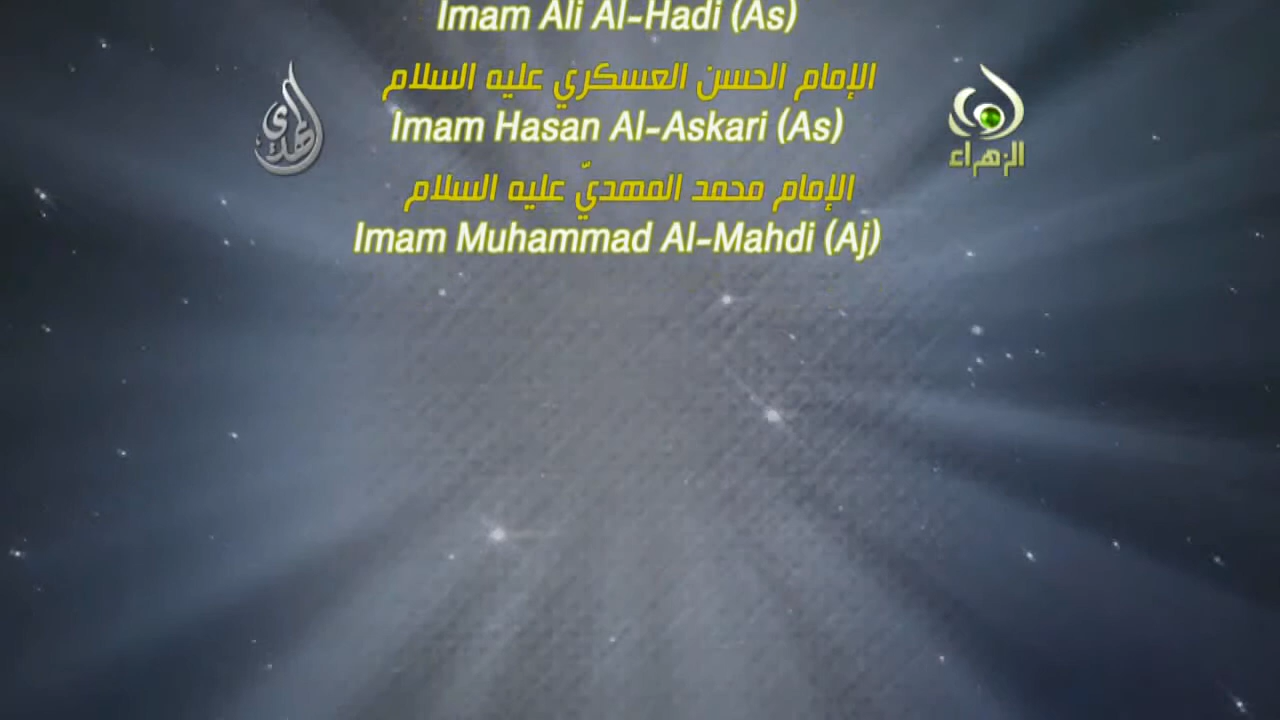 Imam Ali Al-Hadi (As)
الإمام الحسن العسكري عليه السلام
Imam Hasan Al-Askari (As)
الإمام محمد المهديّ عليه السلام
Imam Muhammad Al-Mahdi (Aj)
المهدي
الزهراء